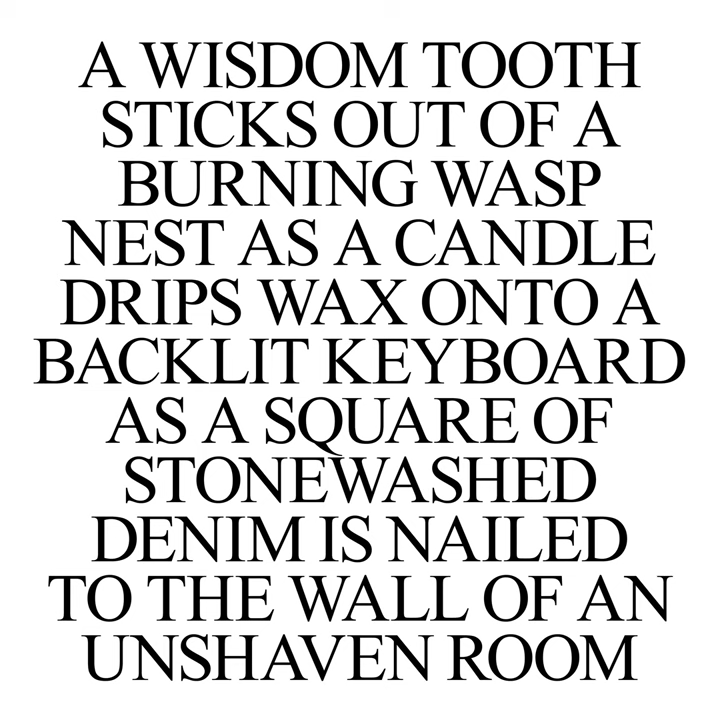 A WISDOM TOOTH
STICKS OUT OF A
BURNING WASP
NEST AS A CANDLE
DRIPS WAX ONTO A
BACKLIT KEYBOARD
AS A SQUARE OF
STONEWASHED
DENIM IS NAILED
TO THE WALL OF AN
UNSHAVEN ROOM